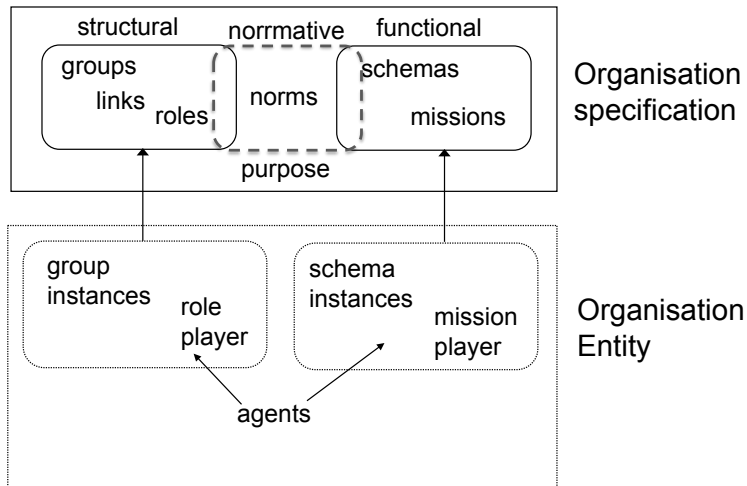 structural
norrmative
functional
groups
links
roles
norms
schemas
missions
purpose
Organisation
specification
group
instances
role
player
schema
instances
mission
player
agents
Organisation
Entity